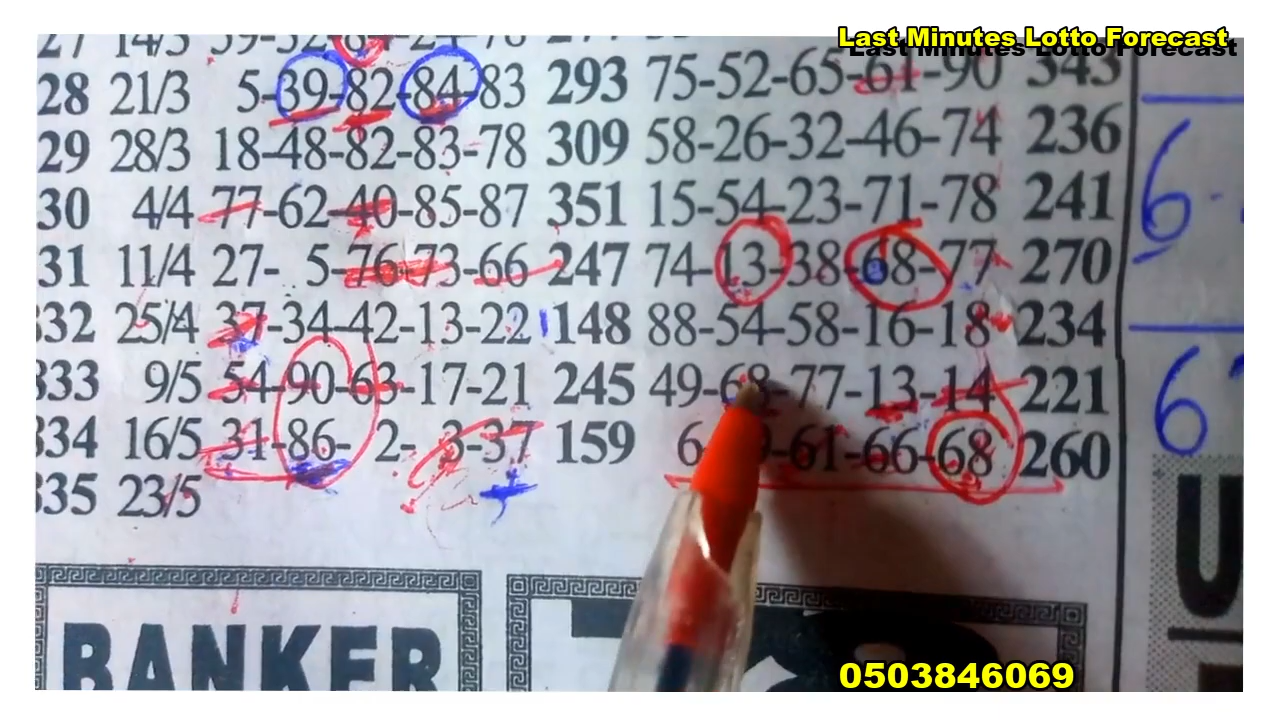 Last Minutes Lotto Forecast
28 21/3 5-39-82-84-83 293 75-52-65-61-90 343
29 28/3 18-48-82-83-78 309 58-26-32-46-74 236
30 4/4 77-62-40-85-87 351 15-54-23-71-78 241
31 11/4 27- 5-76-73-66 247 74-13-38-68-77 270
332 25/4 37-34-42-13-22 148 88-54-58-16-18 234
333 9/5 54-90-63-17-21 245 49-68-77-13-14 221
334 16/5 31-86- 2- 3-37 159 6- -61-66-68 260
335 23/5
BANKER
0503846069